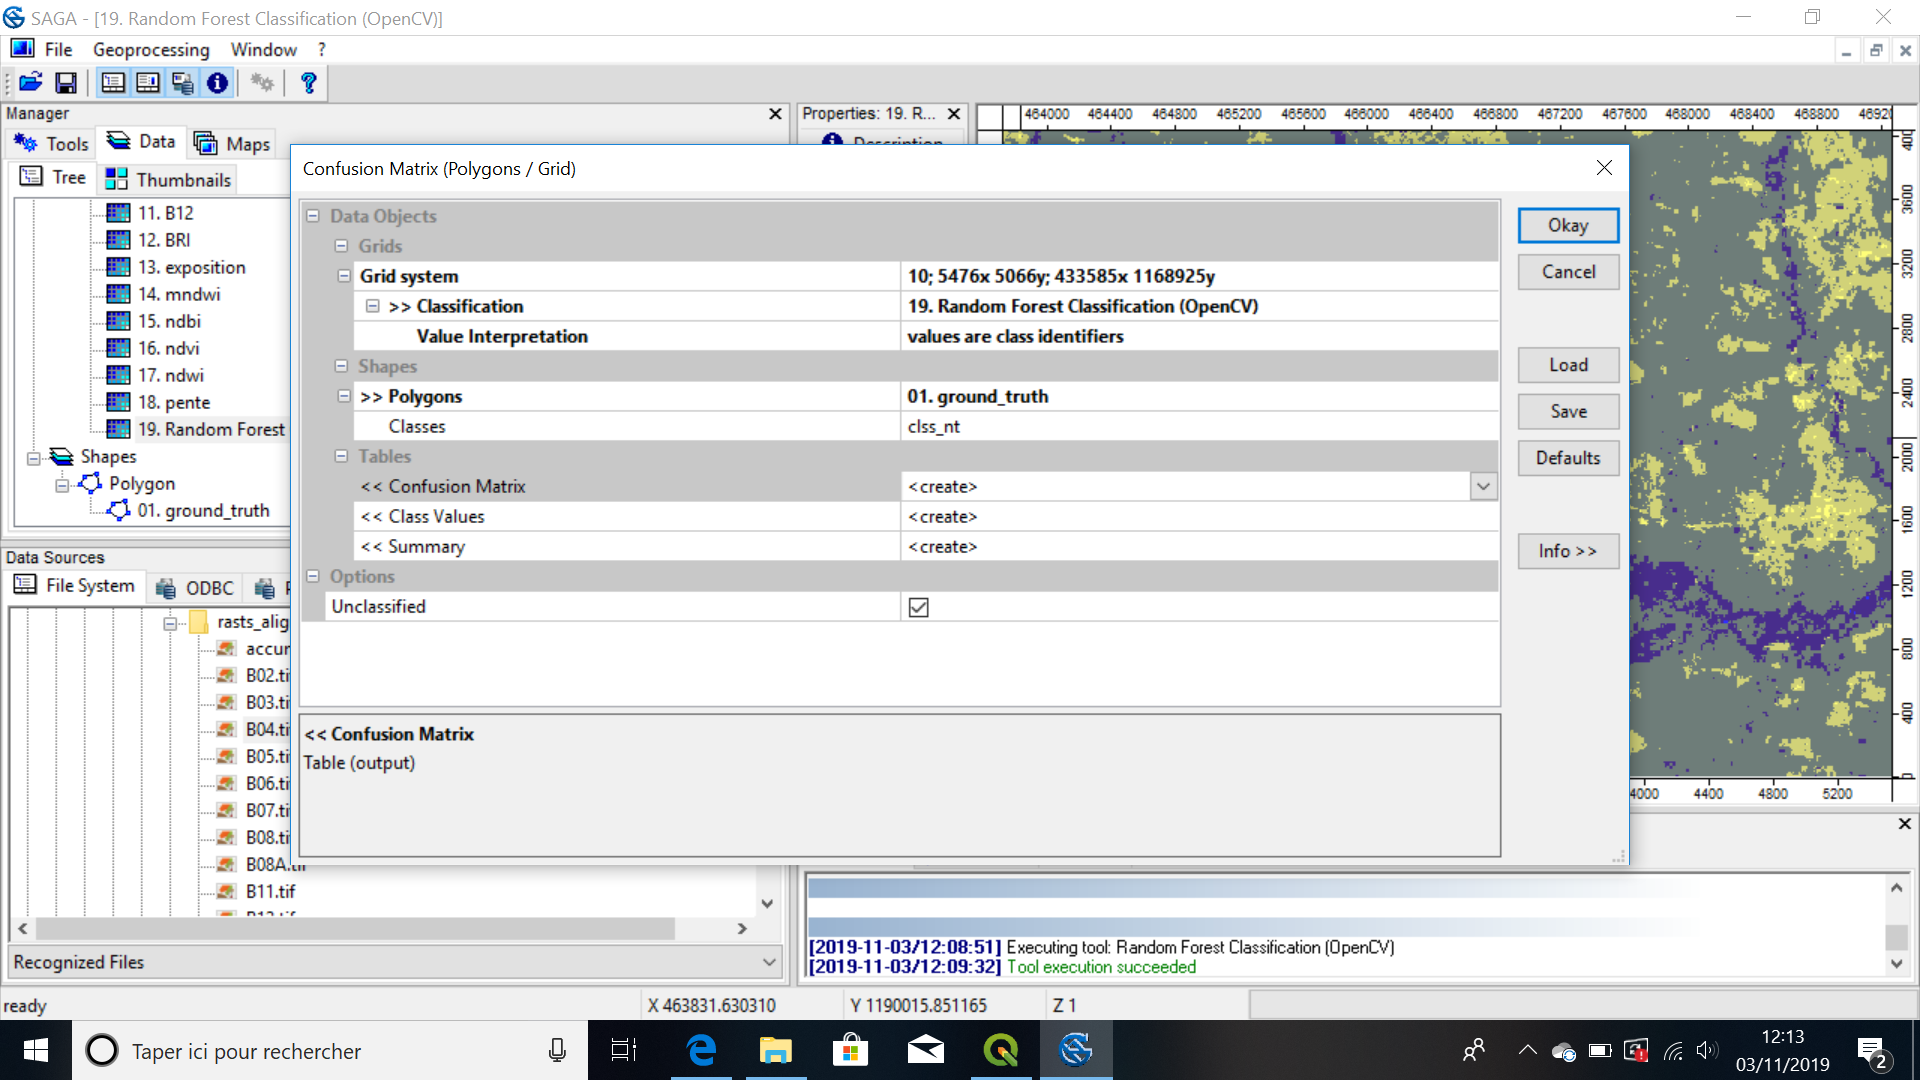 SAGA - [19. Random Forest Classification (OpenCV)]
File Geoprocessing Window ?
Manager
Tools Data Maps
Tree Thumbnails
11. B12
12. BRI
13. exposition
14. mndwi
15. ndbi
16. ndvi
17. ndwi
18. pente
19. Random Forest
Shapes
Polygon
01. ground_truth
Data Sources
File System ODBC
rasts_alig
accur
B02.ti
B03.ti
B04.ti
B05.ti
B06.ti
B07.ti
B08.ti
B08A.tif
B11.tif
B12.tif
Recognized Files
Properties: 19. R...
Description
464000 464400 464800 465200 465600 466000 466400 466800 467200 467600 468000 468400 468800 4692
400
3600
3200
2800
2400
2000
1600
1200
800
400
0
4000 4400 4800 5200
Confusion Matrix (Polygons / Grid)
Data Objects
Grids
Grid system 10; 5476x 5066y; 433585x 1168925y
>> Classification 19. Random Forest Classification (OpenCV)
Value Interpretation values are class identifiers
Shapes
>> Polygons 01. ground_truth
Classes clss_nt
Tables
<< Confusion Matrix <create>
<< Class Values <create>
<< Summary <create>
Options
Unclassified
<< Confusion Matrix
Table (output)
Okay
Cancel
Load
Save
Defaults
Info >>
[2019-11-03/12:08:51] Executing tool: Random Forest Classification (OpenCV)
[2019-11-03/12:09:32] Tool execution succeeded
ready X 463831.630310 Y 1190015.851165 Z 1
Taper ici pour rechercher
12:13
03/11/2019
2